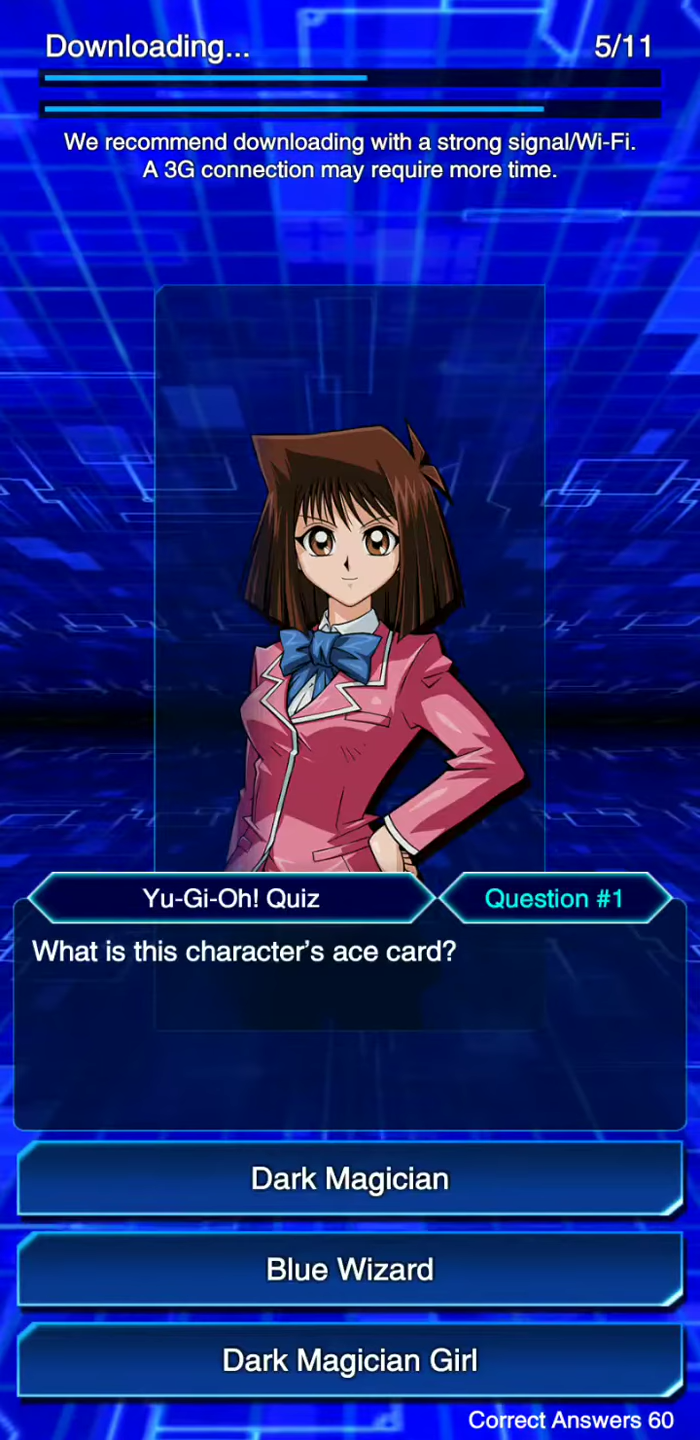 Downloading...
5/11
We recommend downloading with a strong signal/Wi-Fi.
A 3G connection may require more time.
Yu-Gi-Oh! Quiz
Question #1
What is this character's ace card?
Dark Magician
Blue Wizard
Dark Magician Girl
Correct Answers 60